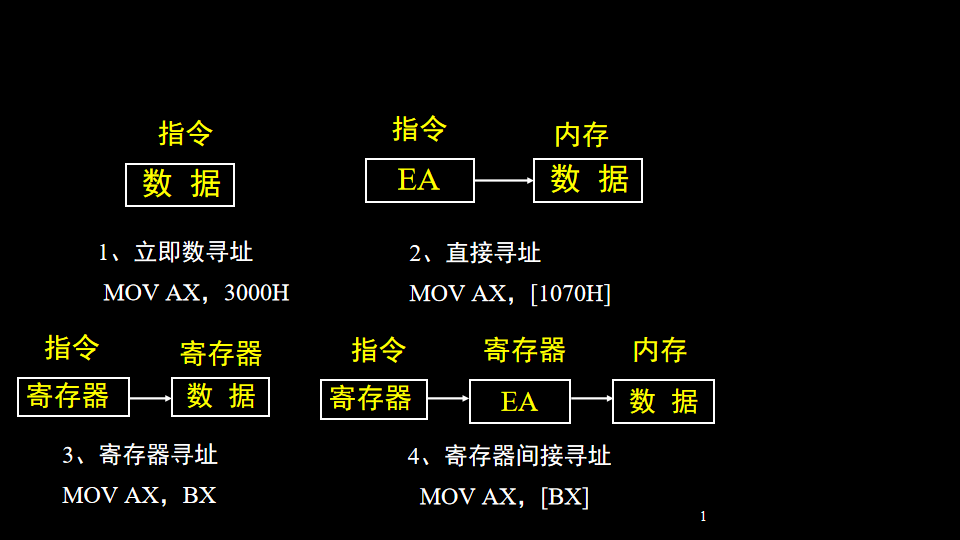 指令
数 据
1、立即数寻址
MOV AX，3000H
指令
内存
EA
数 据
2、直接寻址
MOV AX，[1070H]
指令
寄存器
寄存器
数 据
3、寄存器寻址
MOV AX，BX
指令
寄存器
内存
寄存器
EA
数 据
4、寄存器间接寻址
MOV AX，[BX]
1